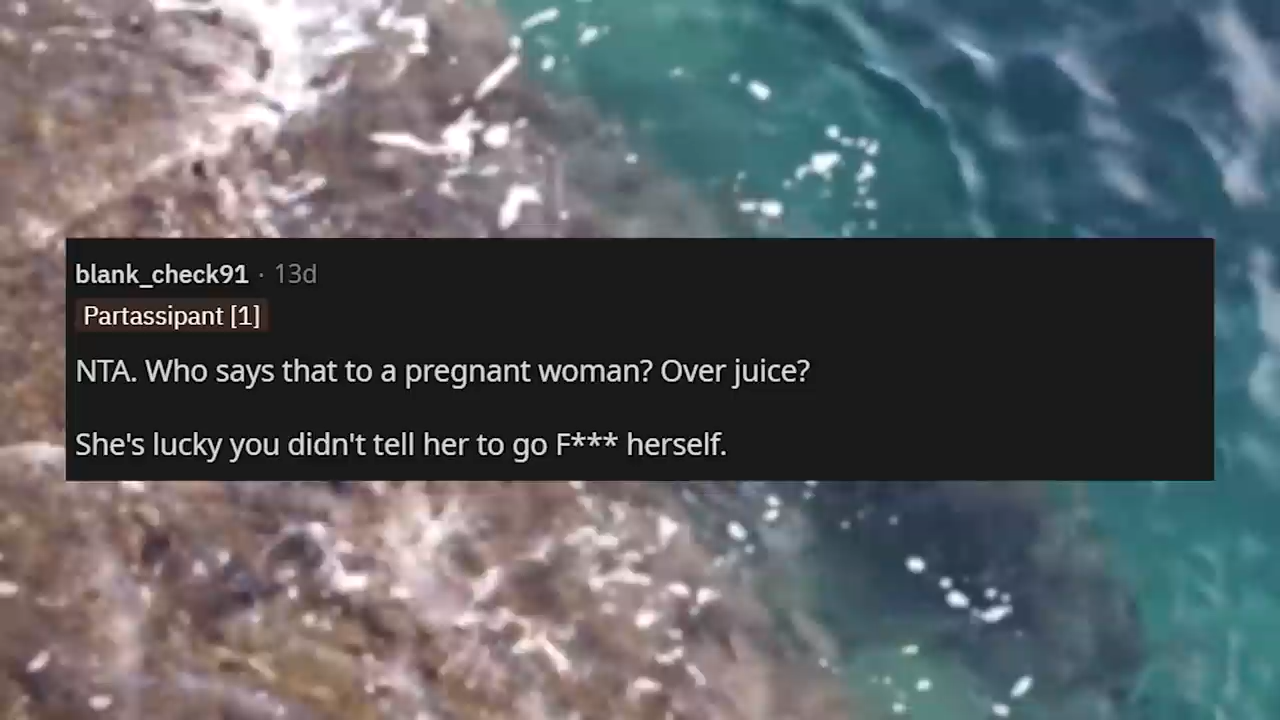 blank_check91 · 13d
Partassipant [1]
NTA. Who says that to a pregnant woman? Over juice?
She's lucky you didn't tell her to go F*** herself.